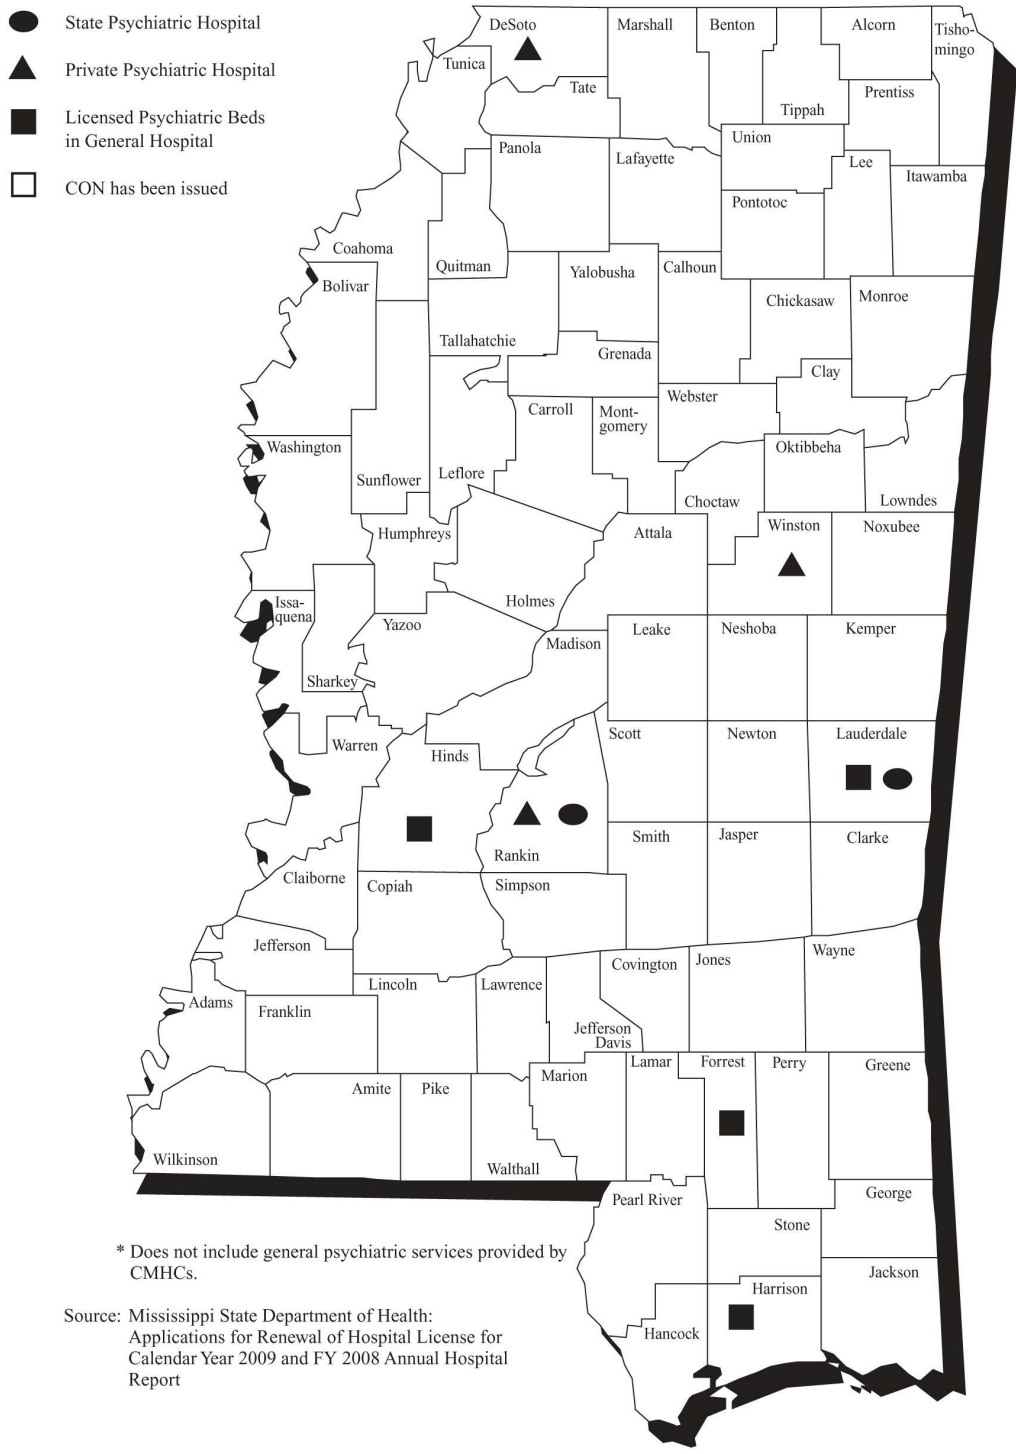 State Psychiatric Hospital
Private Psychiatric Hospital
Licensed Psychiatric Beds
in General Hospital
CON has been issued
DeSoto
Marshall
Benton
Alcorn
Tisho-
mingo
Tunica
Tate
Tippah
Prentiss
Panola
Lafayette
Union
Lee
Itawamba
Pontotoc
Coahoma
Quitman
Yalobusha
Calhoun
Bolivar
Chickasaw
Monroe
Tallahatchie
Grenada
Clay
Webster
Carroll
Mont-
gomery
Washington
Oktibbeha
Sunflower
Leflore
Choctaw
Lowndes
Humphreys
Attala
Winston
Noxubee
Issa-
quena
Holmes
Yazoo
Leake
Neshoba
Kemper
Madison
Sharkey
Warren
Hinds
Scott
Newton
Lauderdale
Rankin
Smith
Jasper
Clarke
Claiborne
Copiah
Simpson
Jefferson
Covington
Jones
Wayne
Adams
Franklin
Lincoln
Lawrence
Jefferson
Davis
Marion
Lamar
Forrest
Perry
Greene
Amite
Pike
Wilkinson
Walthall
Pearl River
George
Stone
Jackson
Harrison
Hancock
* Does not include general psychiatric services provided by
CMHCs.
Source: Mississippi State Department of Health:
Applications for Renewal of Hospital License for
Calendar Year 2009 and FY 2008 Annual Hospital
Report